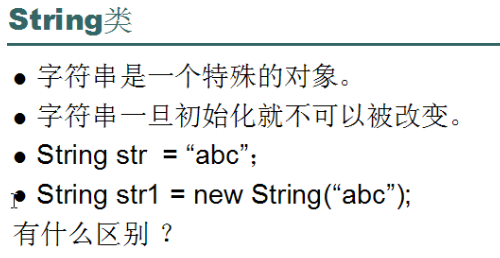 String类
● 字符串是一个特殊的对象。
● 字符串一旦初始化就不可以被改变。
● String str = “abc”；
● String str1 = new String(“abc”);
有什么区别 ？